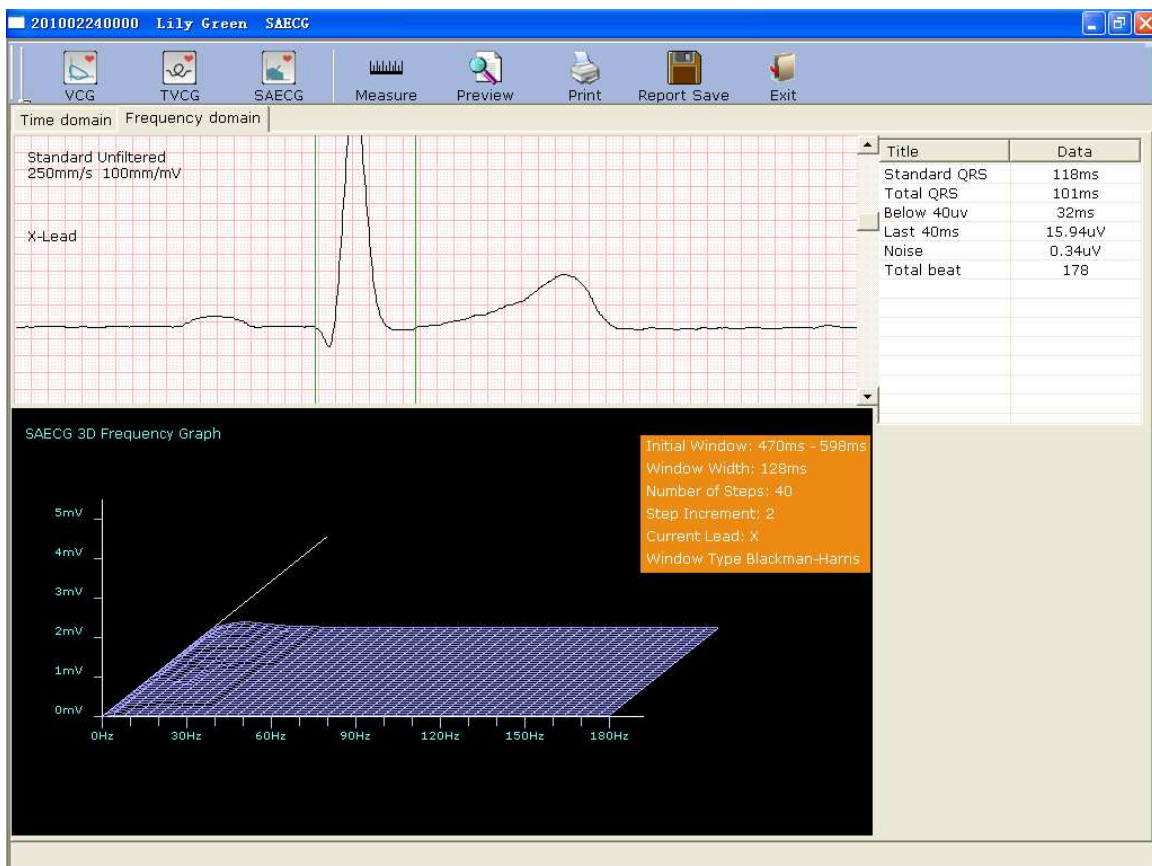 201002240000 Lily Green SAECG
VCG TVCG SAECG Measure Preview Print Report Save Exit
Time domain Frequency domain
Standard Unfiltered
250mm/s 100mm/mV
X-Lead
Title Data
Standard QRS 118ms
Total QRS 101ms
Below 40uv 32ms
Last 40ms 15.94uV
Noise 0.34uV
Total beat 178
SAECG 3D Frequency Graph
Initial Window: 470ms - 598ms
Window Width: 128ms
Number of Steps: 40
Step Increment: 2
Current Lead: X
Window Type Blackman-Harris
5mV
4mV
3mV
2mV
1mV
0mV
0Hz 30Hz 60Hz 90Hz 120Hz 150Hz 180Hz